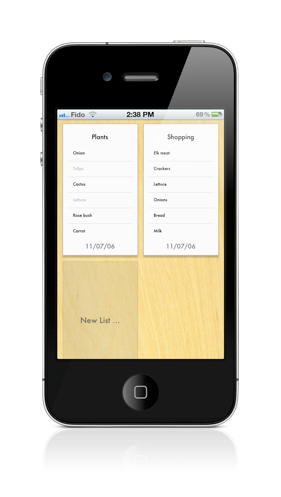 Fido 2:38 PM 69%
Plants
Onion
Tulips
Cactus
Lettuce
Rose bush
Carrot
11/07/06
Shopping
Elk meat
Crackers
Lettuce
Onions
Bread
Milk
11/07/06
New List ...